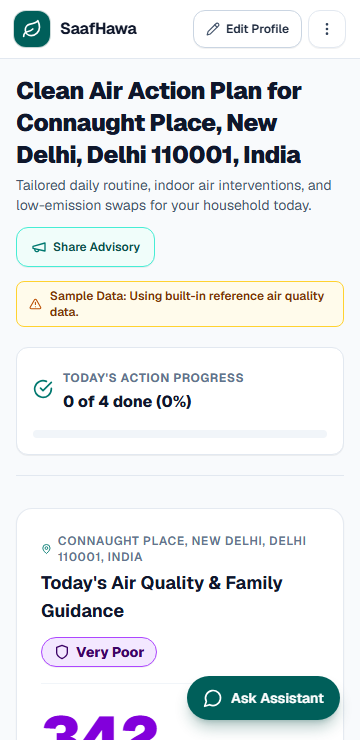 SaafHawa
Edit Profile
Clean Air Action Plan for
Connaught Place, New
Delhi, Delhi 110001, India
Tailored daily routine, indoor air interventions, and
low-emission swaps for your household today.
Share Advisory
Sample Data: Using built-in reference air quality
data.
TODAY'S ACTION PROGRESS
0 of 4 done (0%)
CONNAUGHT PLACE, NEW DELHI, DELHI
110001, INDIA
Today's Air Quality & Family
Guidance
Very Poor
342
Ask Assistant